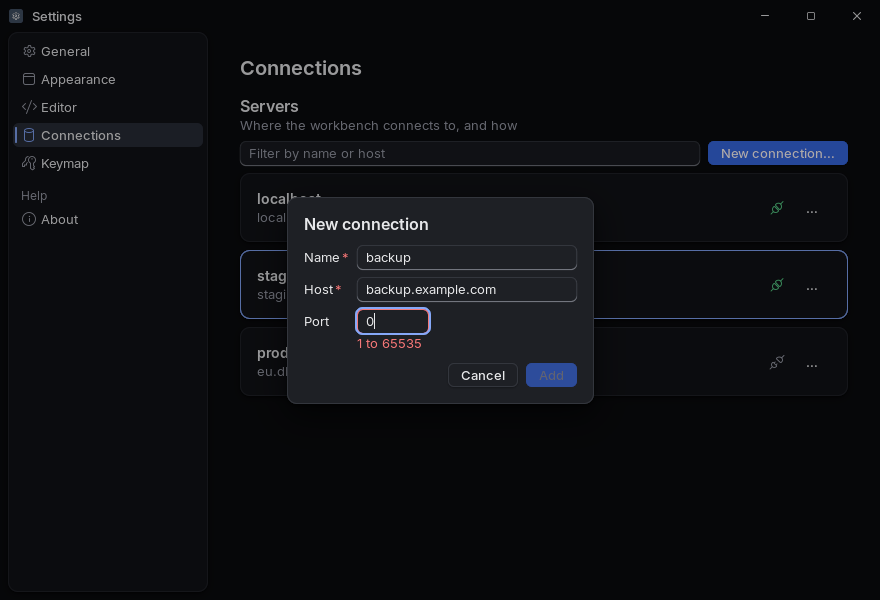 Settings
General
Appearance
Editor
Connections
Keymap
Help
About
Connections
Servers
Where the workbench connects to, and how
Filter by name or host
New connection...
New connection
Name *
backup
Host *
backup.example.com
Port
0
1 to 65535
Cancel
Add